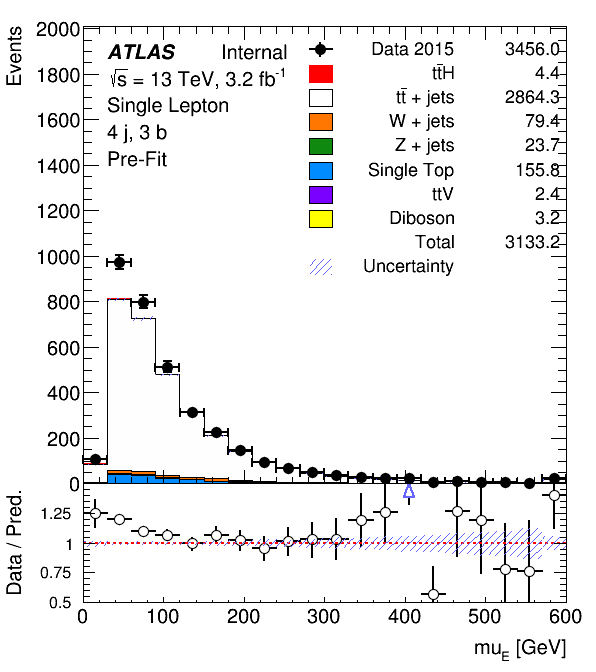 Events
2000
1800
1600
1400
1200
1000
800
600
400
200
0
ATLAS Internal
√s = 13 TeV, 3.2 fb⁻¹
Single Lepton
4 j, 3 b
Pre-Fit
Data 2015 3456.0
tt̄H 4.4
tt̄ + jets 2864.3
W + jets 79.4
Z + jets 23.7
Single Top 155.8
ttV 2.4
Diboson 3.2
Total 3133.2
Uncertainty
Data / Pred.
1.25
1
0.75
0.5
0 100 200 300 400 500 600
mu_E [GeV]